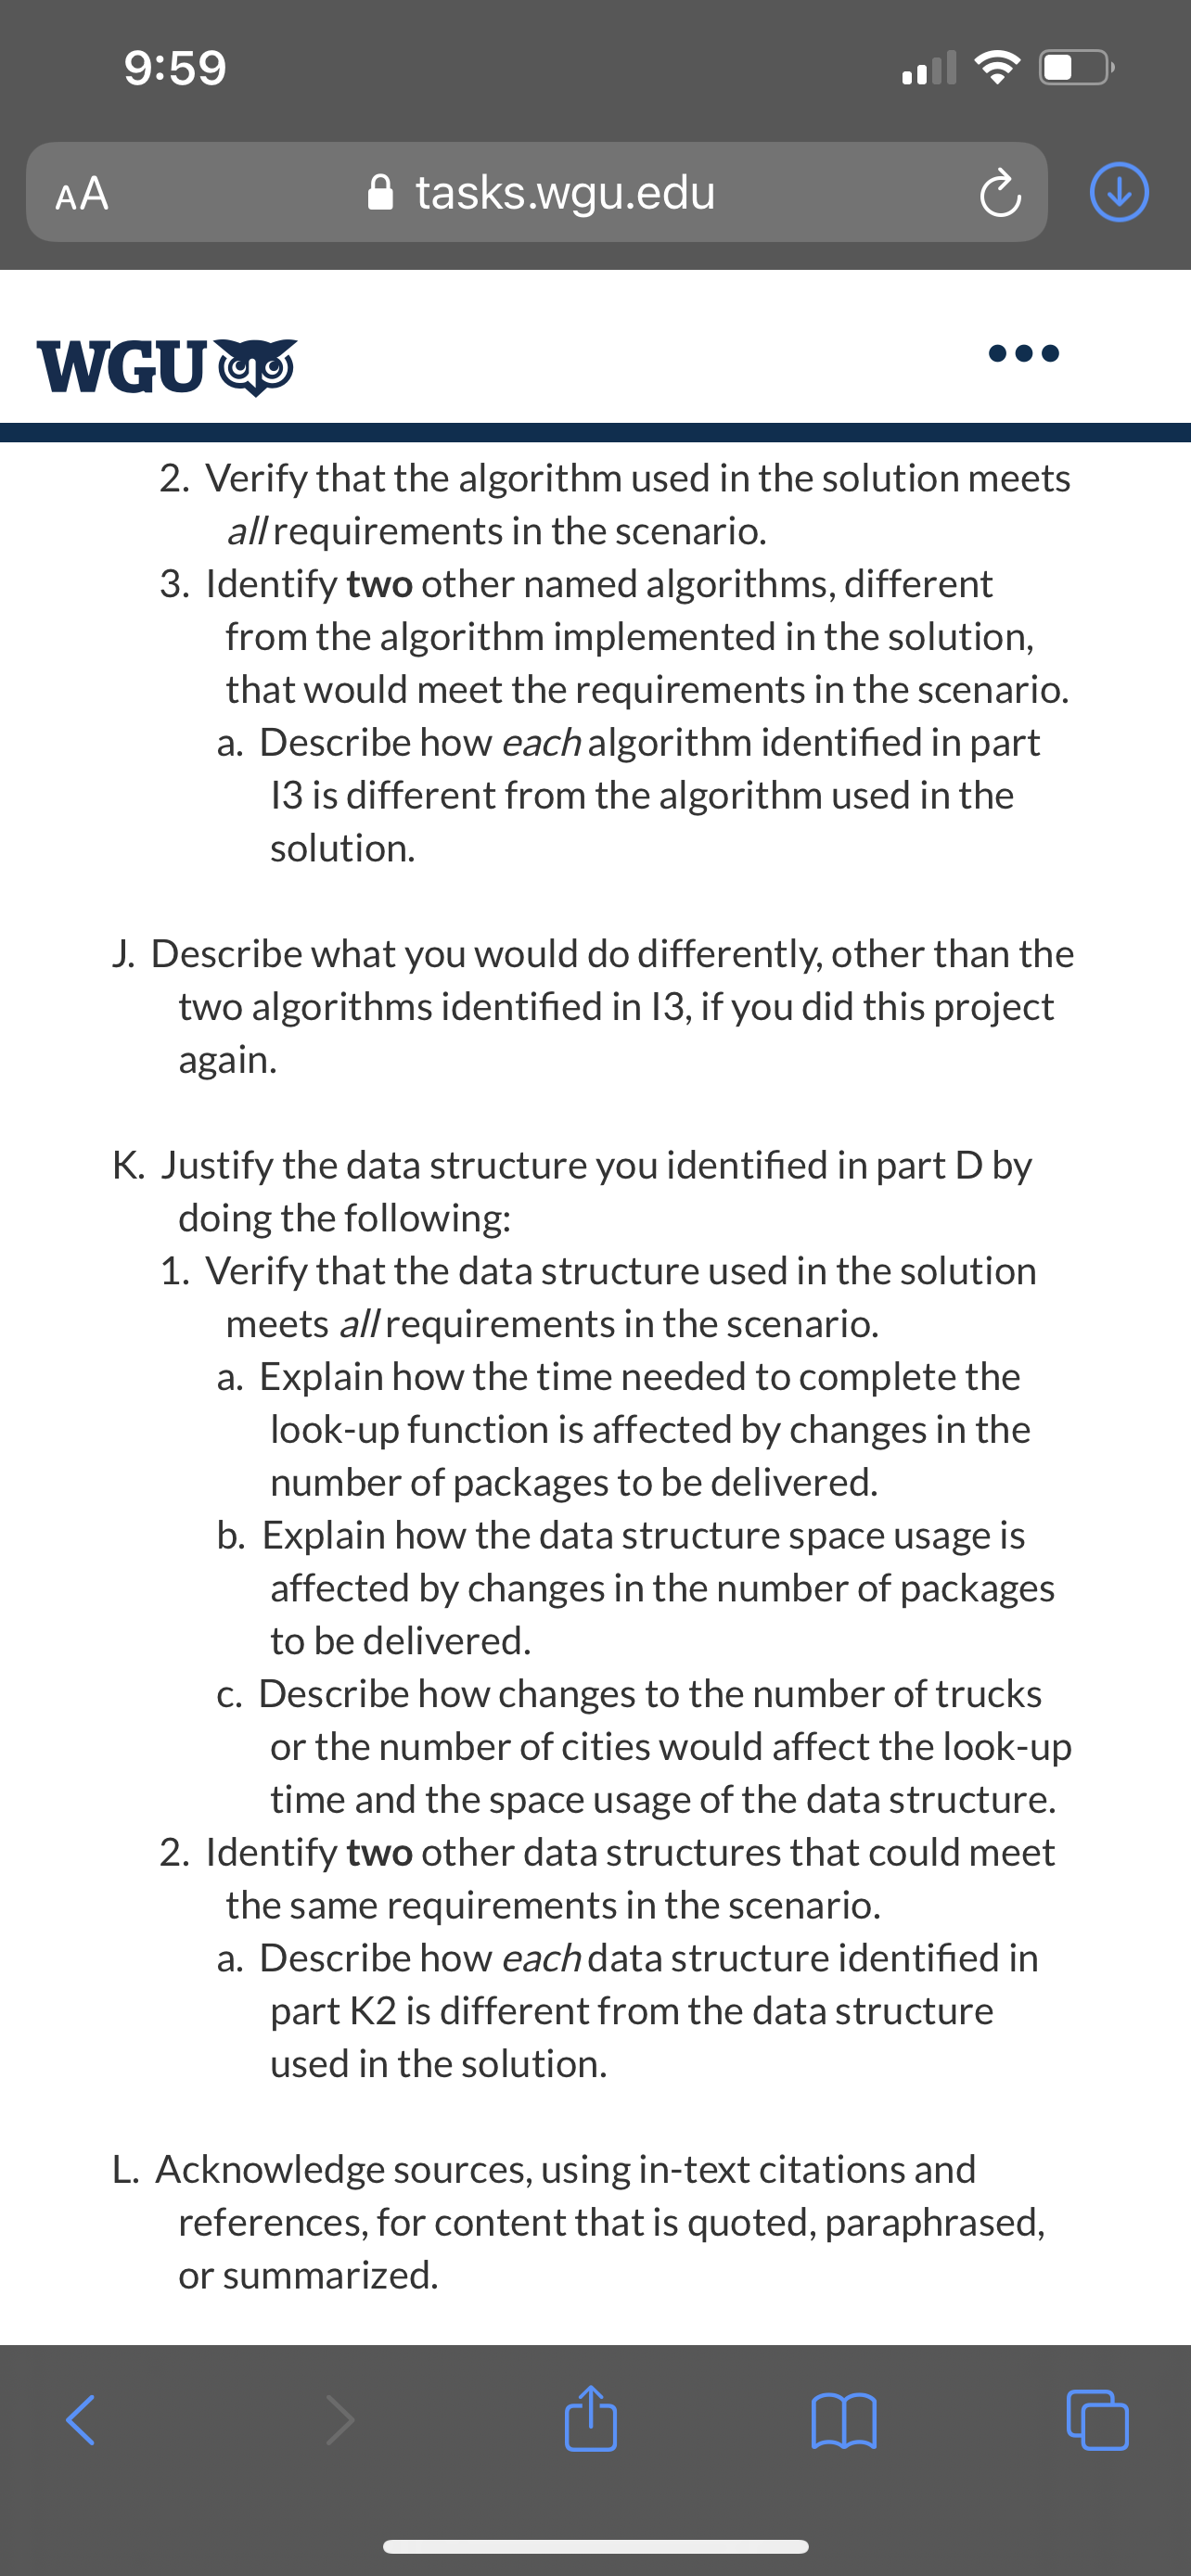 9:59
AA tasks.wgu.edu
WGU
2. Verify that the algorithm used in the solution meets
all requirements in the scenario.
3. Identify two other named algorithms, different
from the algorithm implemented in the solution,
that would meet the requirements in the scenario.
a. Describe how each algorithm identified in part
I3 is different from the algorithm used in the
solution.
J. Describe what you would do differently, other than the
two algorithms identified in I3, if you did this project
again.
K. Justify the data structure you identified in part D by
doing the following:
1. Verify that the data structure used in the solution
meets all requirements in the scenario.
a. Explain how the time needed to complete the
look-up function is affected by changes in the
number of packages to be delivered.
b. Explain how the data structure space usage is
affected by changes in the number of packages
to be delivered.
c. Describe how changes to the number of trucks
or the number of cities would affect the look-up
time and the space usage of the data structure.
2. Identify two other data structures that could meet
the same requirements in the scenario.
a. Describe how each data structure identified in
part K2 is different from the data structure
used in the solution.
L. Acknowledge sources, using in-text citations and
references, for content that is quoted, paraphrased,
or summarized.